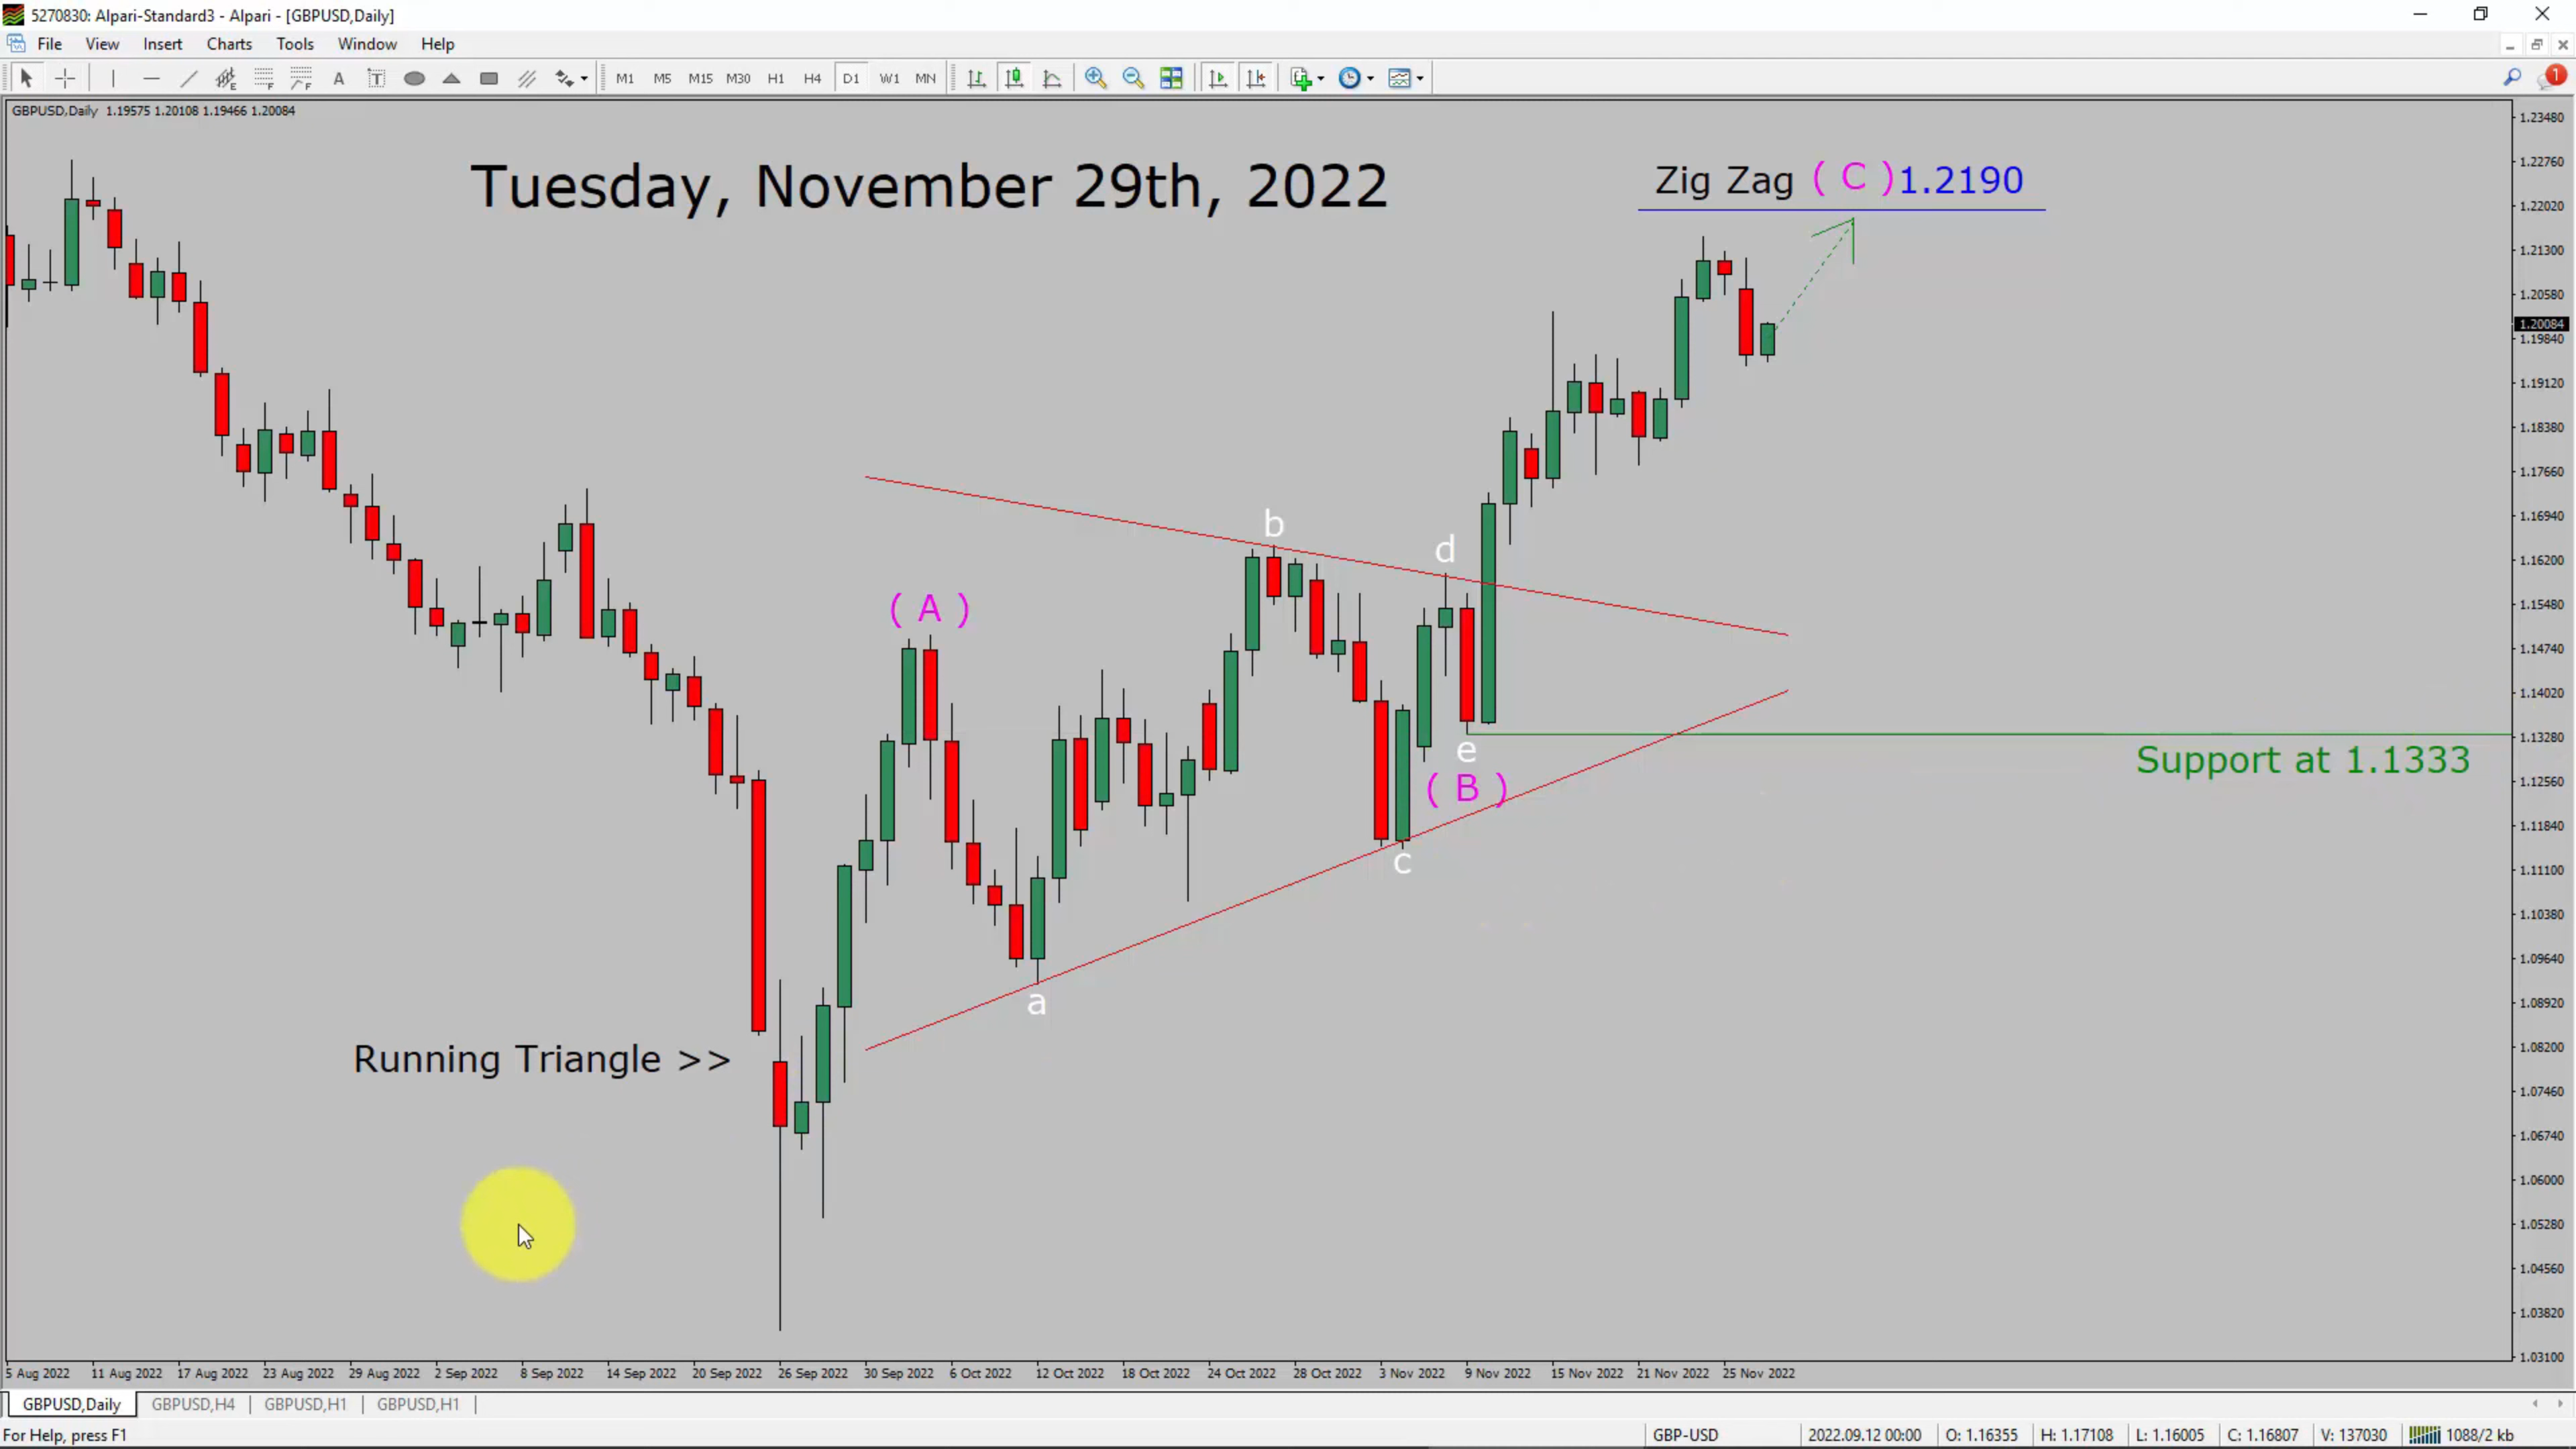 5270830: Alpari-Standard3 - Alpari - [GBPUSD,Daily]
File View Insert Charts Tools Window Help
A T M1 M5 M15 M30 H1 H4 D1 W1 MN 1
GBPUSD,Daily 1.19575 1.20108 1.19466 1.20084
Tuesday, November 29th, 2022
Zig Zag ( C )1.2190
b
d
( A )
e
Support at 1.1333
( B )
c
a
Running Triangle >>
1.23480
1.22760
1.22020
1.21300
1.20580
1.20084
1.19840
1.19120
1.18380
1.17660
1.16940
1.16200
1.15480
1.14740
1.14020
1.13280
1.12560
1.11840
1.11100
1.10380
1.09640
1.08920
1.08200
1.07460
1.06740
1.06000
1.05280
1.04560
1.03820
1.03100
5 Aug 2022 11 Aug 2022 17 Aug 2022 23 Aug 2022 29 Aug 2022 2 Sep 2022 8 Sep 2022 14 Sep 2022 20 Sep 2022 26 Sep 2022 30 Sep 2022 6 Oct 2022 12 Oct 2022 18 Oct 2022 24 Oct 2022 28 Oct 2022 3 Nov 2022 9 Nov 2022 15 Nov 2022 21 Nov 2022 25 Nov 2022
GBPUSD,Daily GBPUSD,H4 GBPUSD,H1 GBPUSD,H1
For Help, press F1 GBP-USD 2022.09.12 00:00 O: 1.16355 H: 1.17108 L: 1.16005 C: 1.16807 V: 137030 1088/2 kb